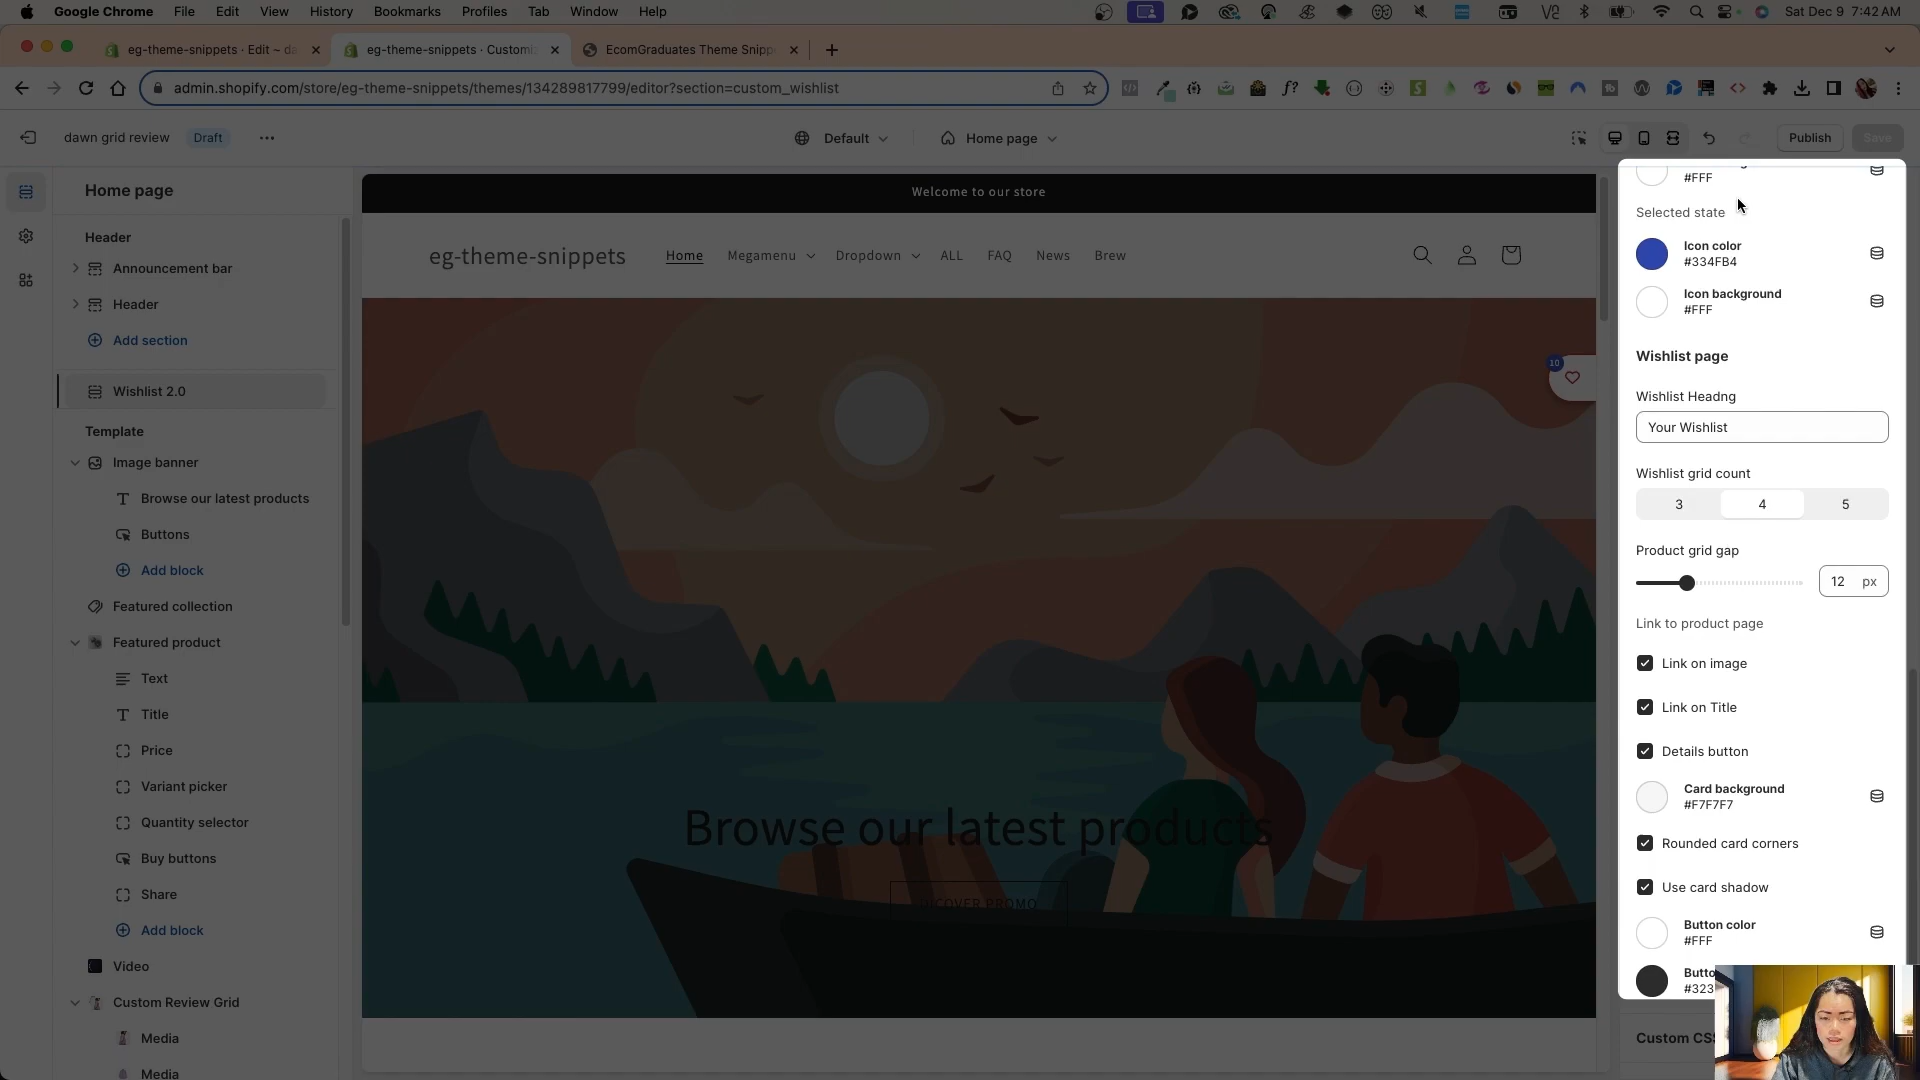 Google Chrome File Edit View History Bookmarks Profiles Tab Window Help
Sat Dec 9 7:42 AM
eg-theme-snippets · Edit ~ da
eg-theme-snippets · Customi
EcomGraduates Theme Snipp
admin.shopify.com/store/eg-theme-snippets/themes/134289817799/editor?section=custom_wishlist
dawn grid review
Draft
Default
Home page
Publish
Save
Home page
Header
Announcement bar
Header
Add section
Wishlist 2.0
Template
Image banner
Browse our latest products
Buttons
Add block
Featured collection
Featured product
Text
Title
Price
Variant picker
Quantity selector
Buy buttons
Share
Add block
Video
Custom Review Grid
Media
Media
Welcome to our store
eg-theme-snippets
Home Megamenu Dropdown ALL FAQ News Brew
10
Browse our latest products
COVER PROMO
#FFF
Selected state
Icon color
#334FB4
Icon background
#FFF
Wishlist page
Wishlist Headng
Your Wishlist
Wishlist grid count
3 4 5
Product grid gap
12 px
Link to product page
Link on image
Link on Title
Details button
Card background
#F7F7F7
Rounded card corners
Use card shadow
Button color
#FFF
Butto
#323
Custom CS